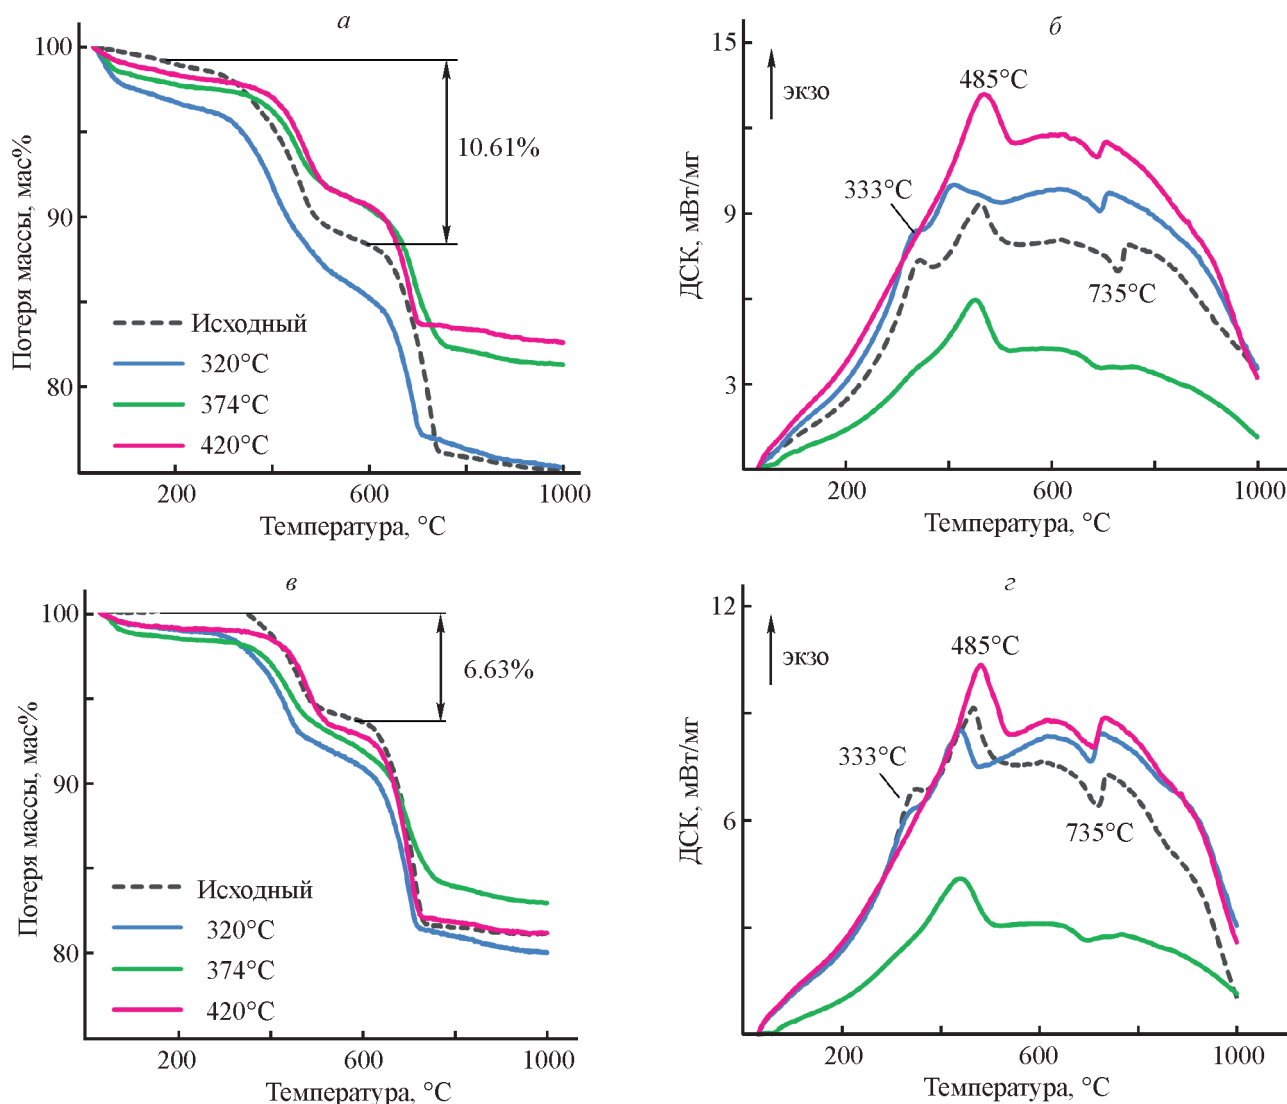 а
100
90
80
Потеря массы, мас%
10.61%
Исходный
320°C
374°C
420°C
200
600
1000
Температура, °C
б
15
9
3
ДСК, мВт/мг
экзо
485°C
333°C
735°C
200
600
1000
Температура, °C
в
100
90
80
Потеря массы, мас%
6.63%
Исходный
320°C
374°C
420°C
200
600
1000
Температура, °C
г
12
6
ДСК, мВт/мг
экзо
485°C
333°C
735°C
200
600
1000
Температура, °C